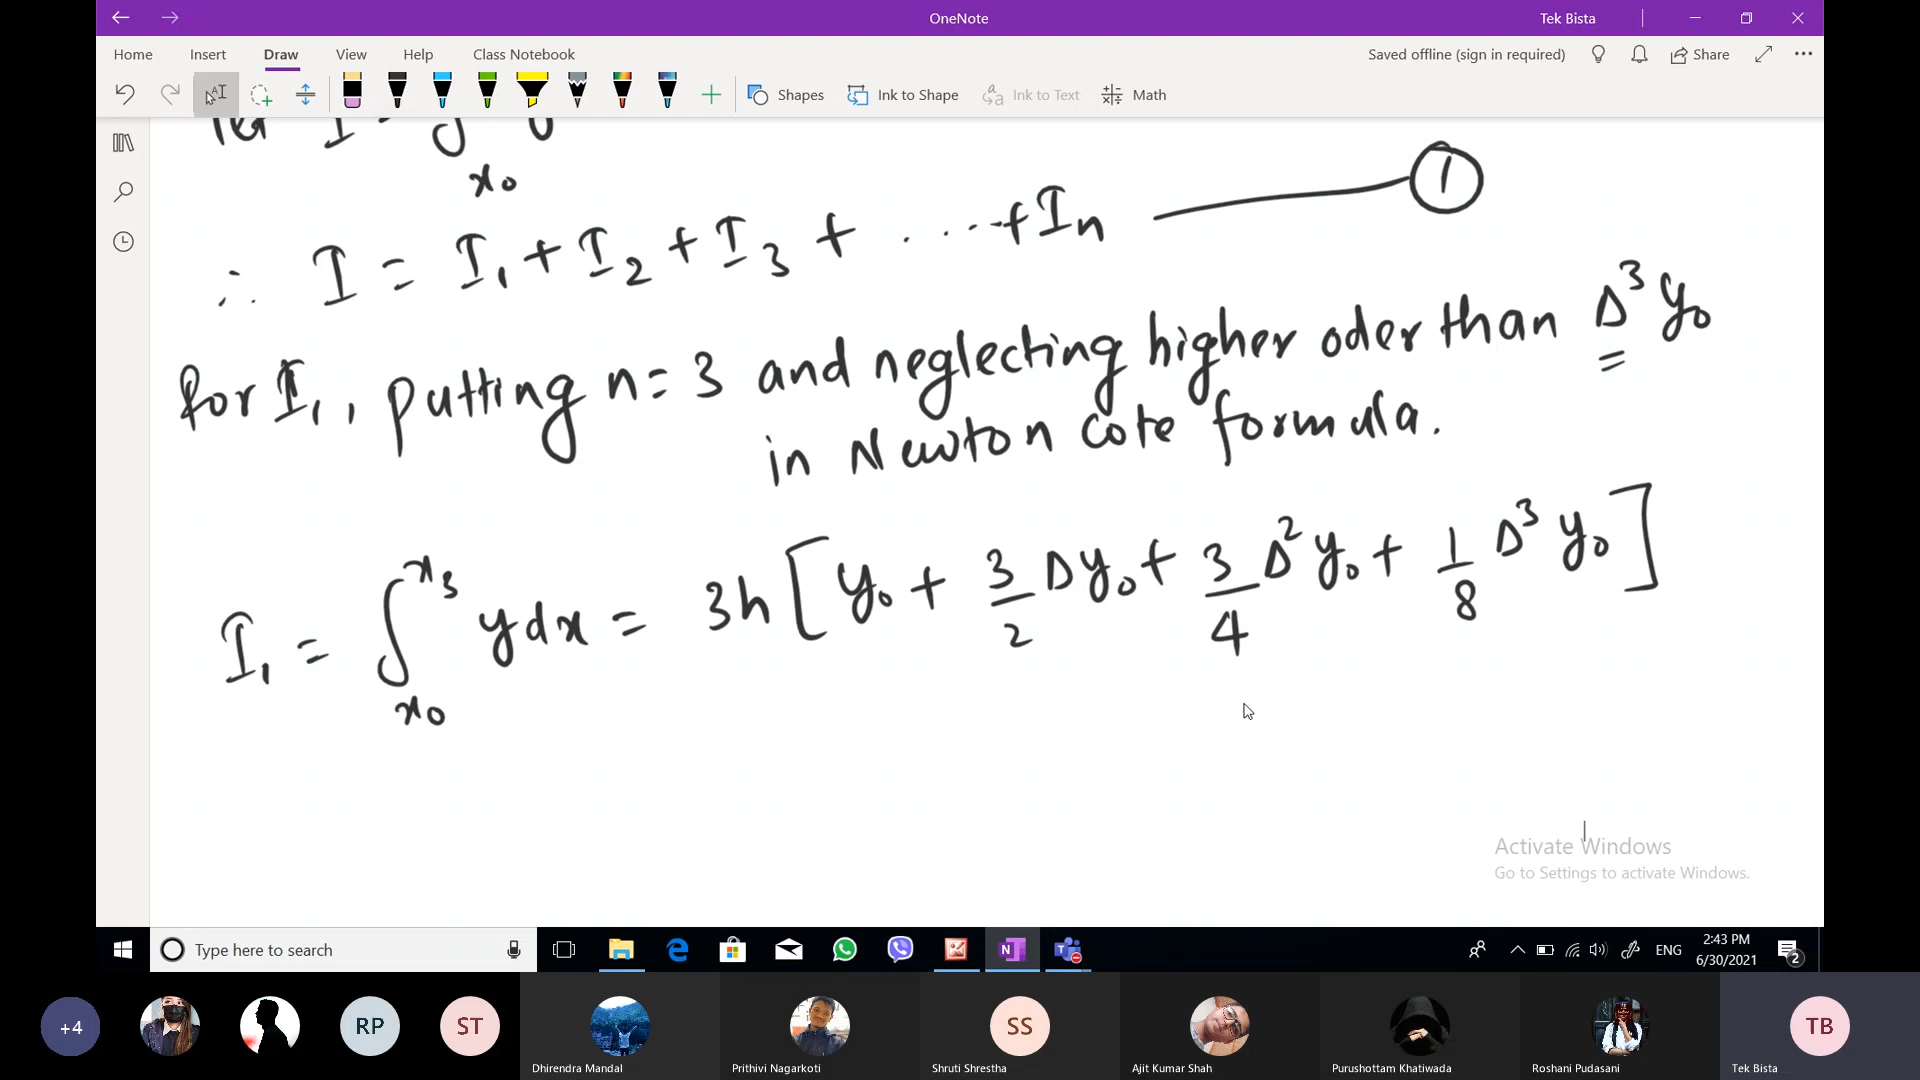 OneNote
Tek Bista
Home Insert Draw View Help Class Notebook
Saved offline (sign in required)
Share
Shapes Ink to Shape Ink to Text Math
x₀
∴ I = I₁ + I₂ + I₃ + ....+ Iₙ ——— ①
for I₁, putting n=3 and neglecting higher oder than Δ³y₀
in Newton cote formula.
I₁ = ∫_{x₀}^{x₃} y dx = 3h [ y₀ + 3/2 Δy₀ + 3/4 Δ²y₀ + 1/8 Δ³y₀ ]
Activate Windows
Go to Settings to activate Windows.
Type here to search
ENG
2:43 PM
6/30/2021
2
+4
RP
ST
SS
TB
Dhirendra Mandal
Prithivi Nagarkoti
Shruti Shrestha
Ajit Kumar Shah
Purushottam Khatiwada
Roshani Pudasani
Tek Bista